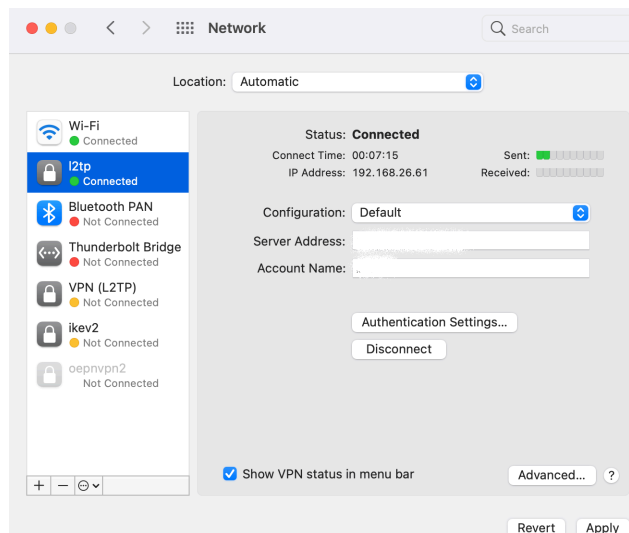 Network
Search
Location: Automatic
Wi-Fi
Connected
l2tp
Connected
Bluetooth PAN
Not Connected
Thunderbolt Bridge
Not Connected
VPN (L2TP)
Not Connected
ikev2
Not Connected
oepnvpn2
Not Connected
Status: Connected
Connect Time: 00:07:15
Sent:
IP Address: 192.168.26.61
Received:
Configuration: Default
Server Address:
Account Name:
Authentication Settings...
Disconnect
Show VPN status in menu bar
Advanced...
?
Revert
Apply